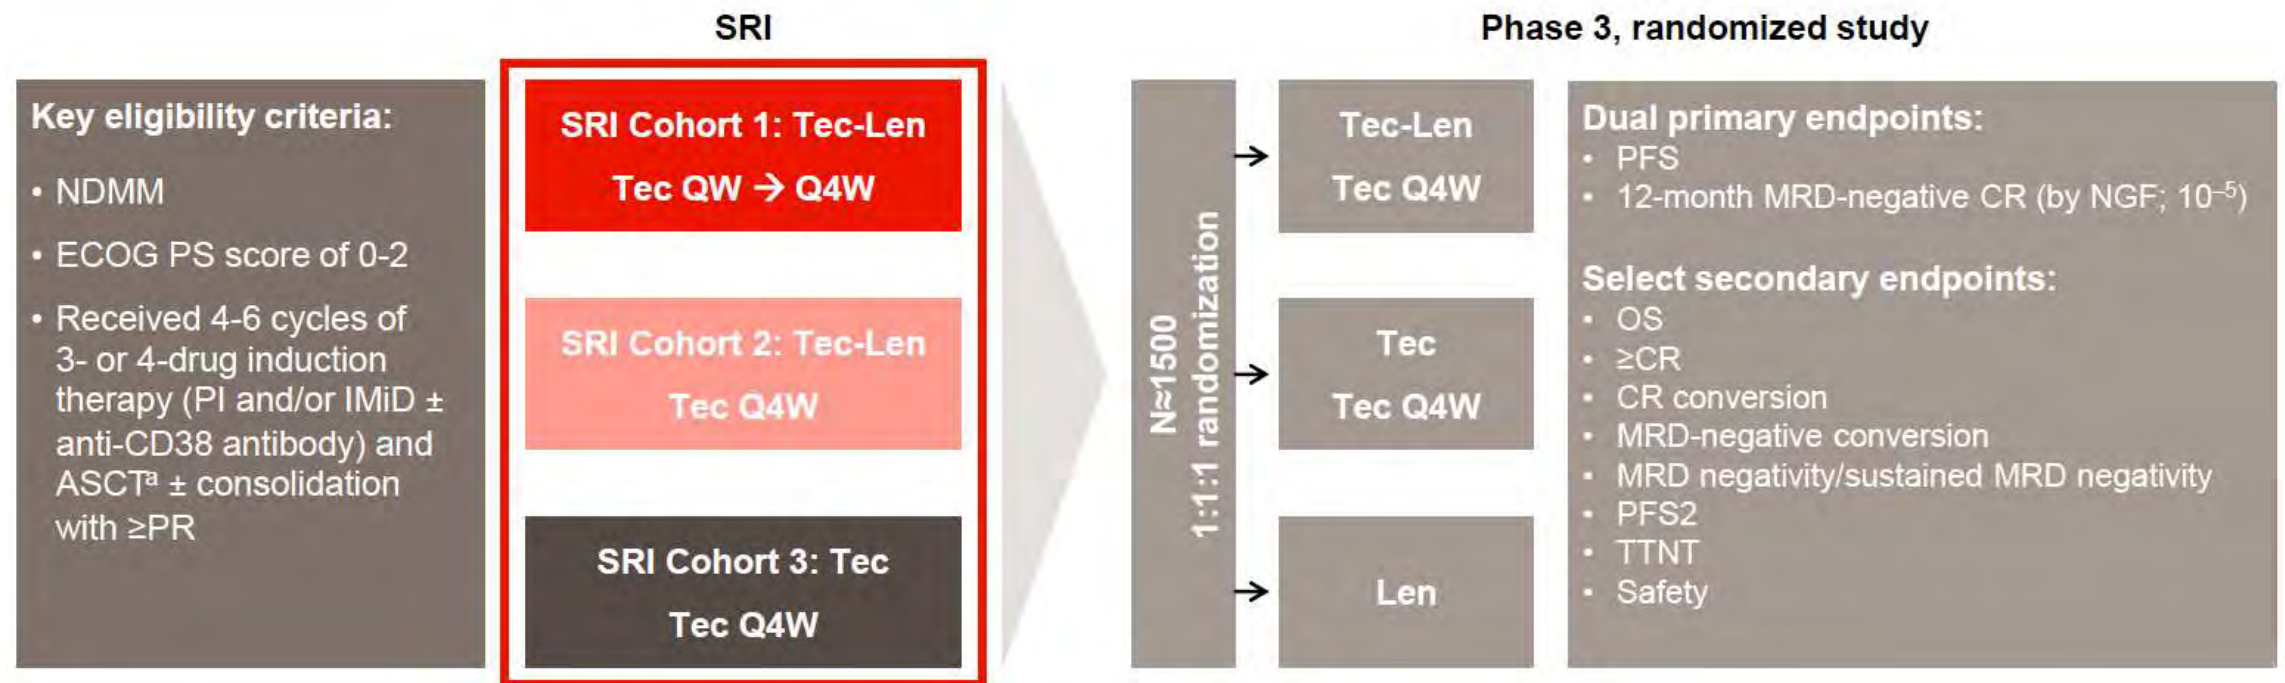 SRI
Phase 3, randomized study
Key eligibility criteria:
• NDMM
• ECOG PS score of 0-2
• Received 4-6 cycles of
3- or 4-drug induction
therapy (PI and/or IMiD ±
anti-CD38 antibody) and
ASCTᵃ ± consolidation
with ≥PR
SRI Cohort 1: Tec-Len
Tec QW → Q4W
SRI Cohort 2: Tec-Len
Tec Q4W
SRI Cohort 3: Tec
Tec Q4W
N≈1500
1:1:1 randomization
Tec-Len
Tec Q4W
Tec
Tec Q4W
Len
Dual primary endpoints:
• PFS
• 12-month MRD-negative CR (by NGF; 10⁻⁵)
Select secondary endpoints:
• OS
• ≥CR
• CR conversion
• MRD-negative conversion
• MRD negativity/sustained MRD negativity
• PFS2
• TTNT
• Safety